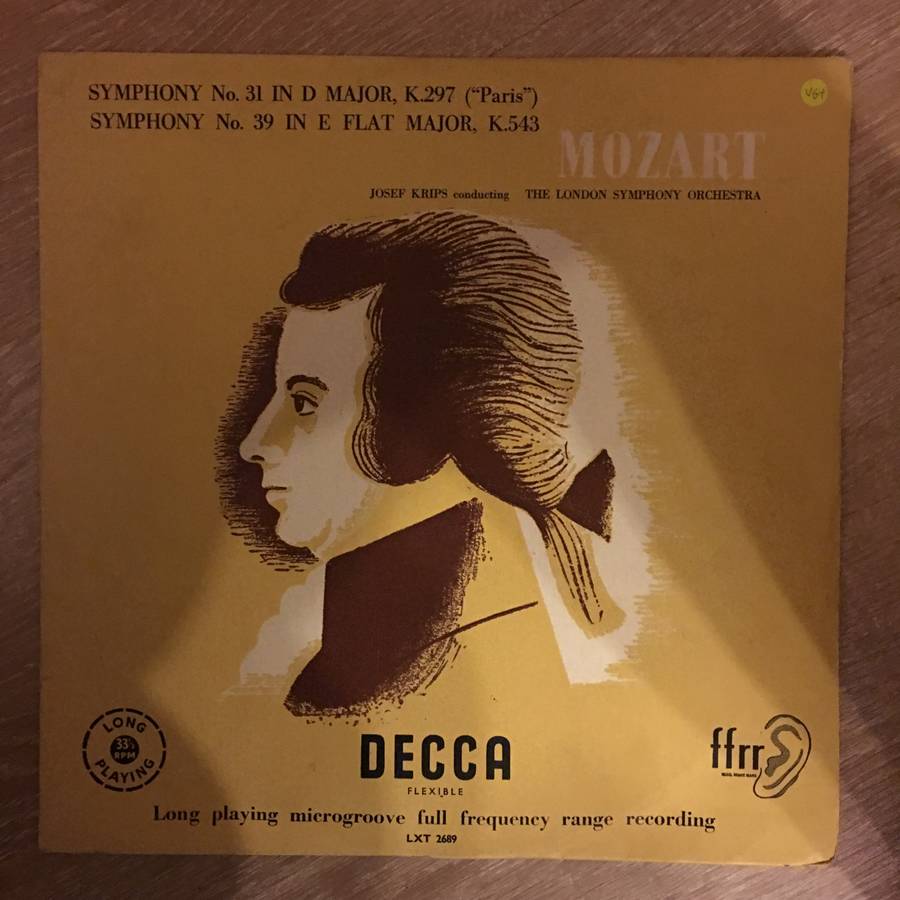 SYMPHONY No. 31 IN D MAJOR, K.297 (“Paris”)
SYMPHONY No. 39 IN E FLAT MAJOR, K.543
VG+
MOZART
JOSEF KRIPS conducting THE LONDON SYMPHONY ORCHESTRA
LONG
33⅓
RPM
PLAYING
DECCA
FLEXIBLE
ffrr
Long playing microgroove full frequency range recording
LXT 2689